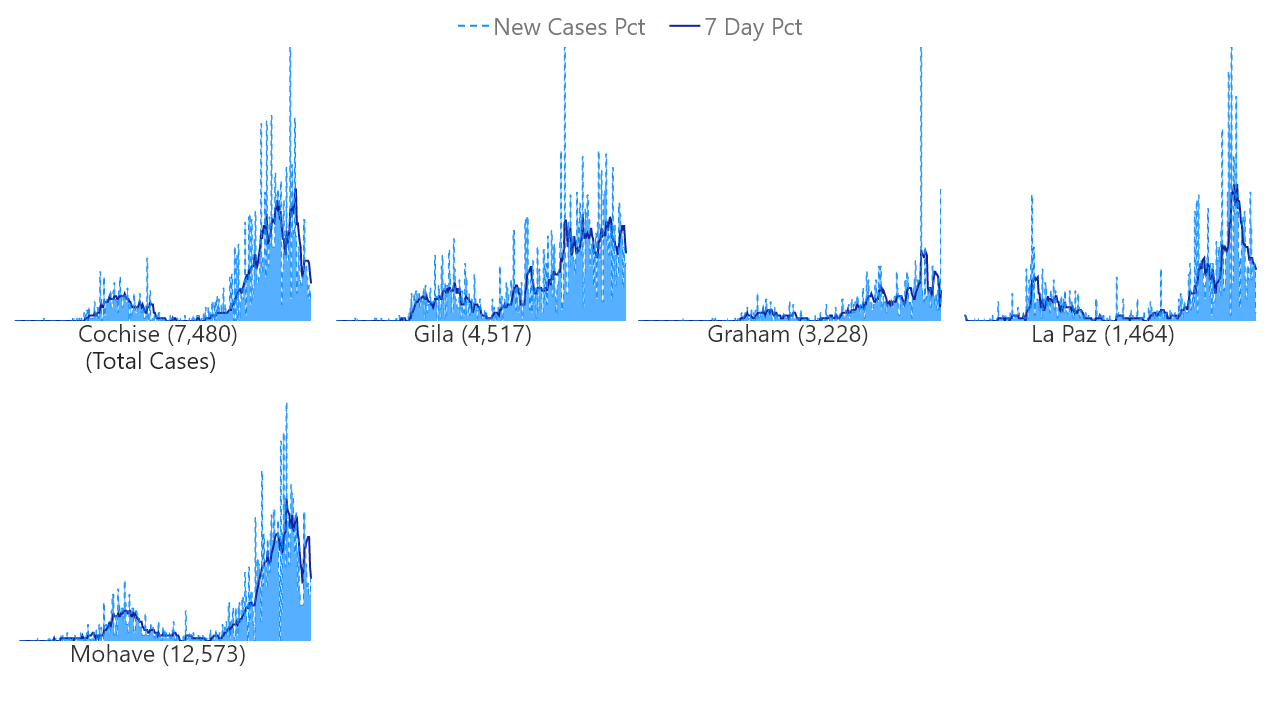 New Cases Pct 7 Day Pct
Cochise (7,480)
(Total Cases)
Gila (4,517)
Graham (3,228)
La Paz (1,464)
Mohave (12,573)